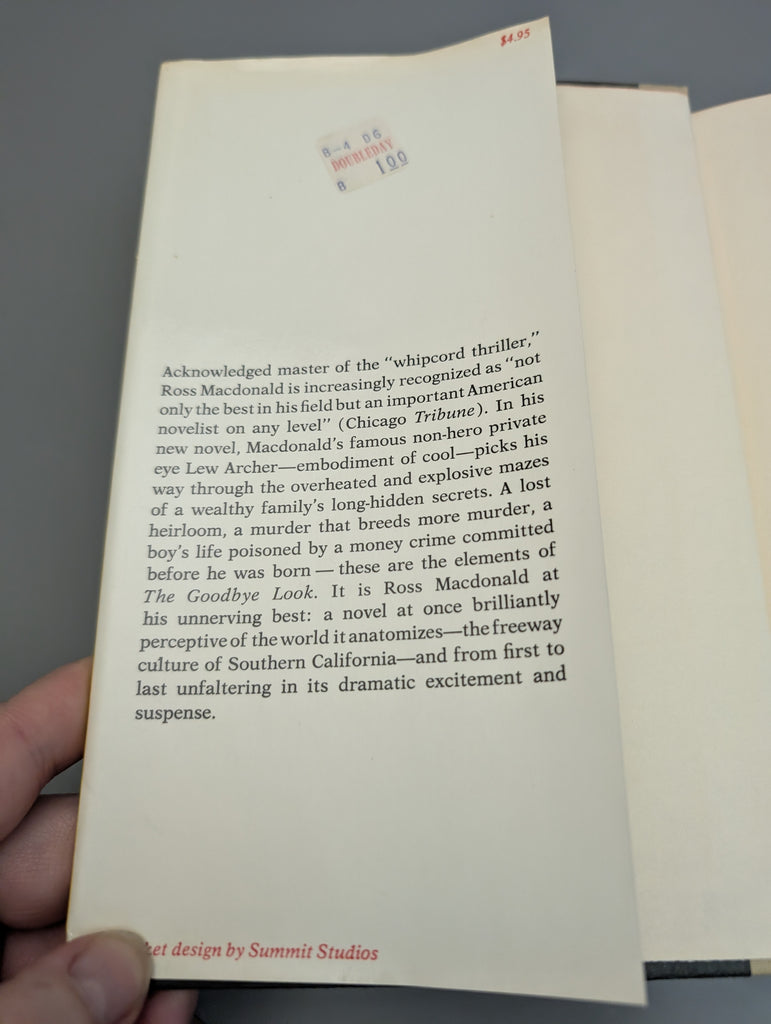 $4.95
8-4 06
DOUBLEDAY
8 1 00
Acknowledged master of the “whipcord thriller,”
Ross Macdonald is increasingly recognized as “not
only the best in his field but an important American
novelist on any level” (Chicago Tribune). In his
new novel, Macdonald’s famous non-hero private
eye Lew Archer—embodiment of cool—picks his
way through the overheated and explosive mazes
of a wealthy family’s long-hidden secrets. A lost
heirloom, a murder that breeds more murder, a
boy’s life poisoned by a money crime committed
before he was born — these are the elements of
The Goodbye Look. It is Ross Macdonald at
his unnerving best: a novel at once brilliantly
perceptive of the world it anatomizes—the freeway
culture of Southern California—and from first to
last unfaltering in its dramatic excitement and
suspense.
design by Summit Studios